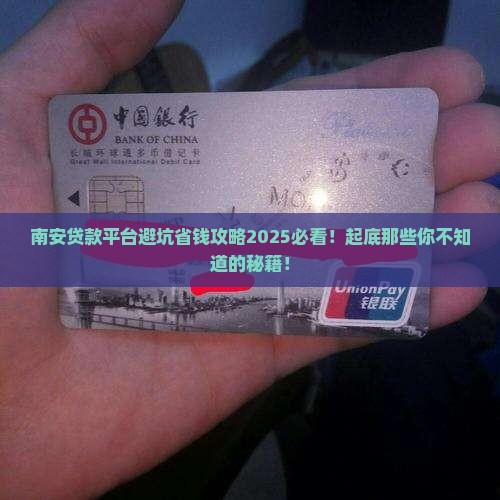 中国银行
BANK OF CHINA
长城环球通多币借记卡
Great Wall International Debit Card
南安贷款平台避坑省钱攻略2025必看！起底那些你不知
道的秘籍！
UnionPay
银联